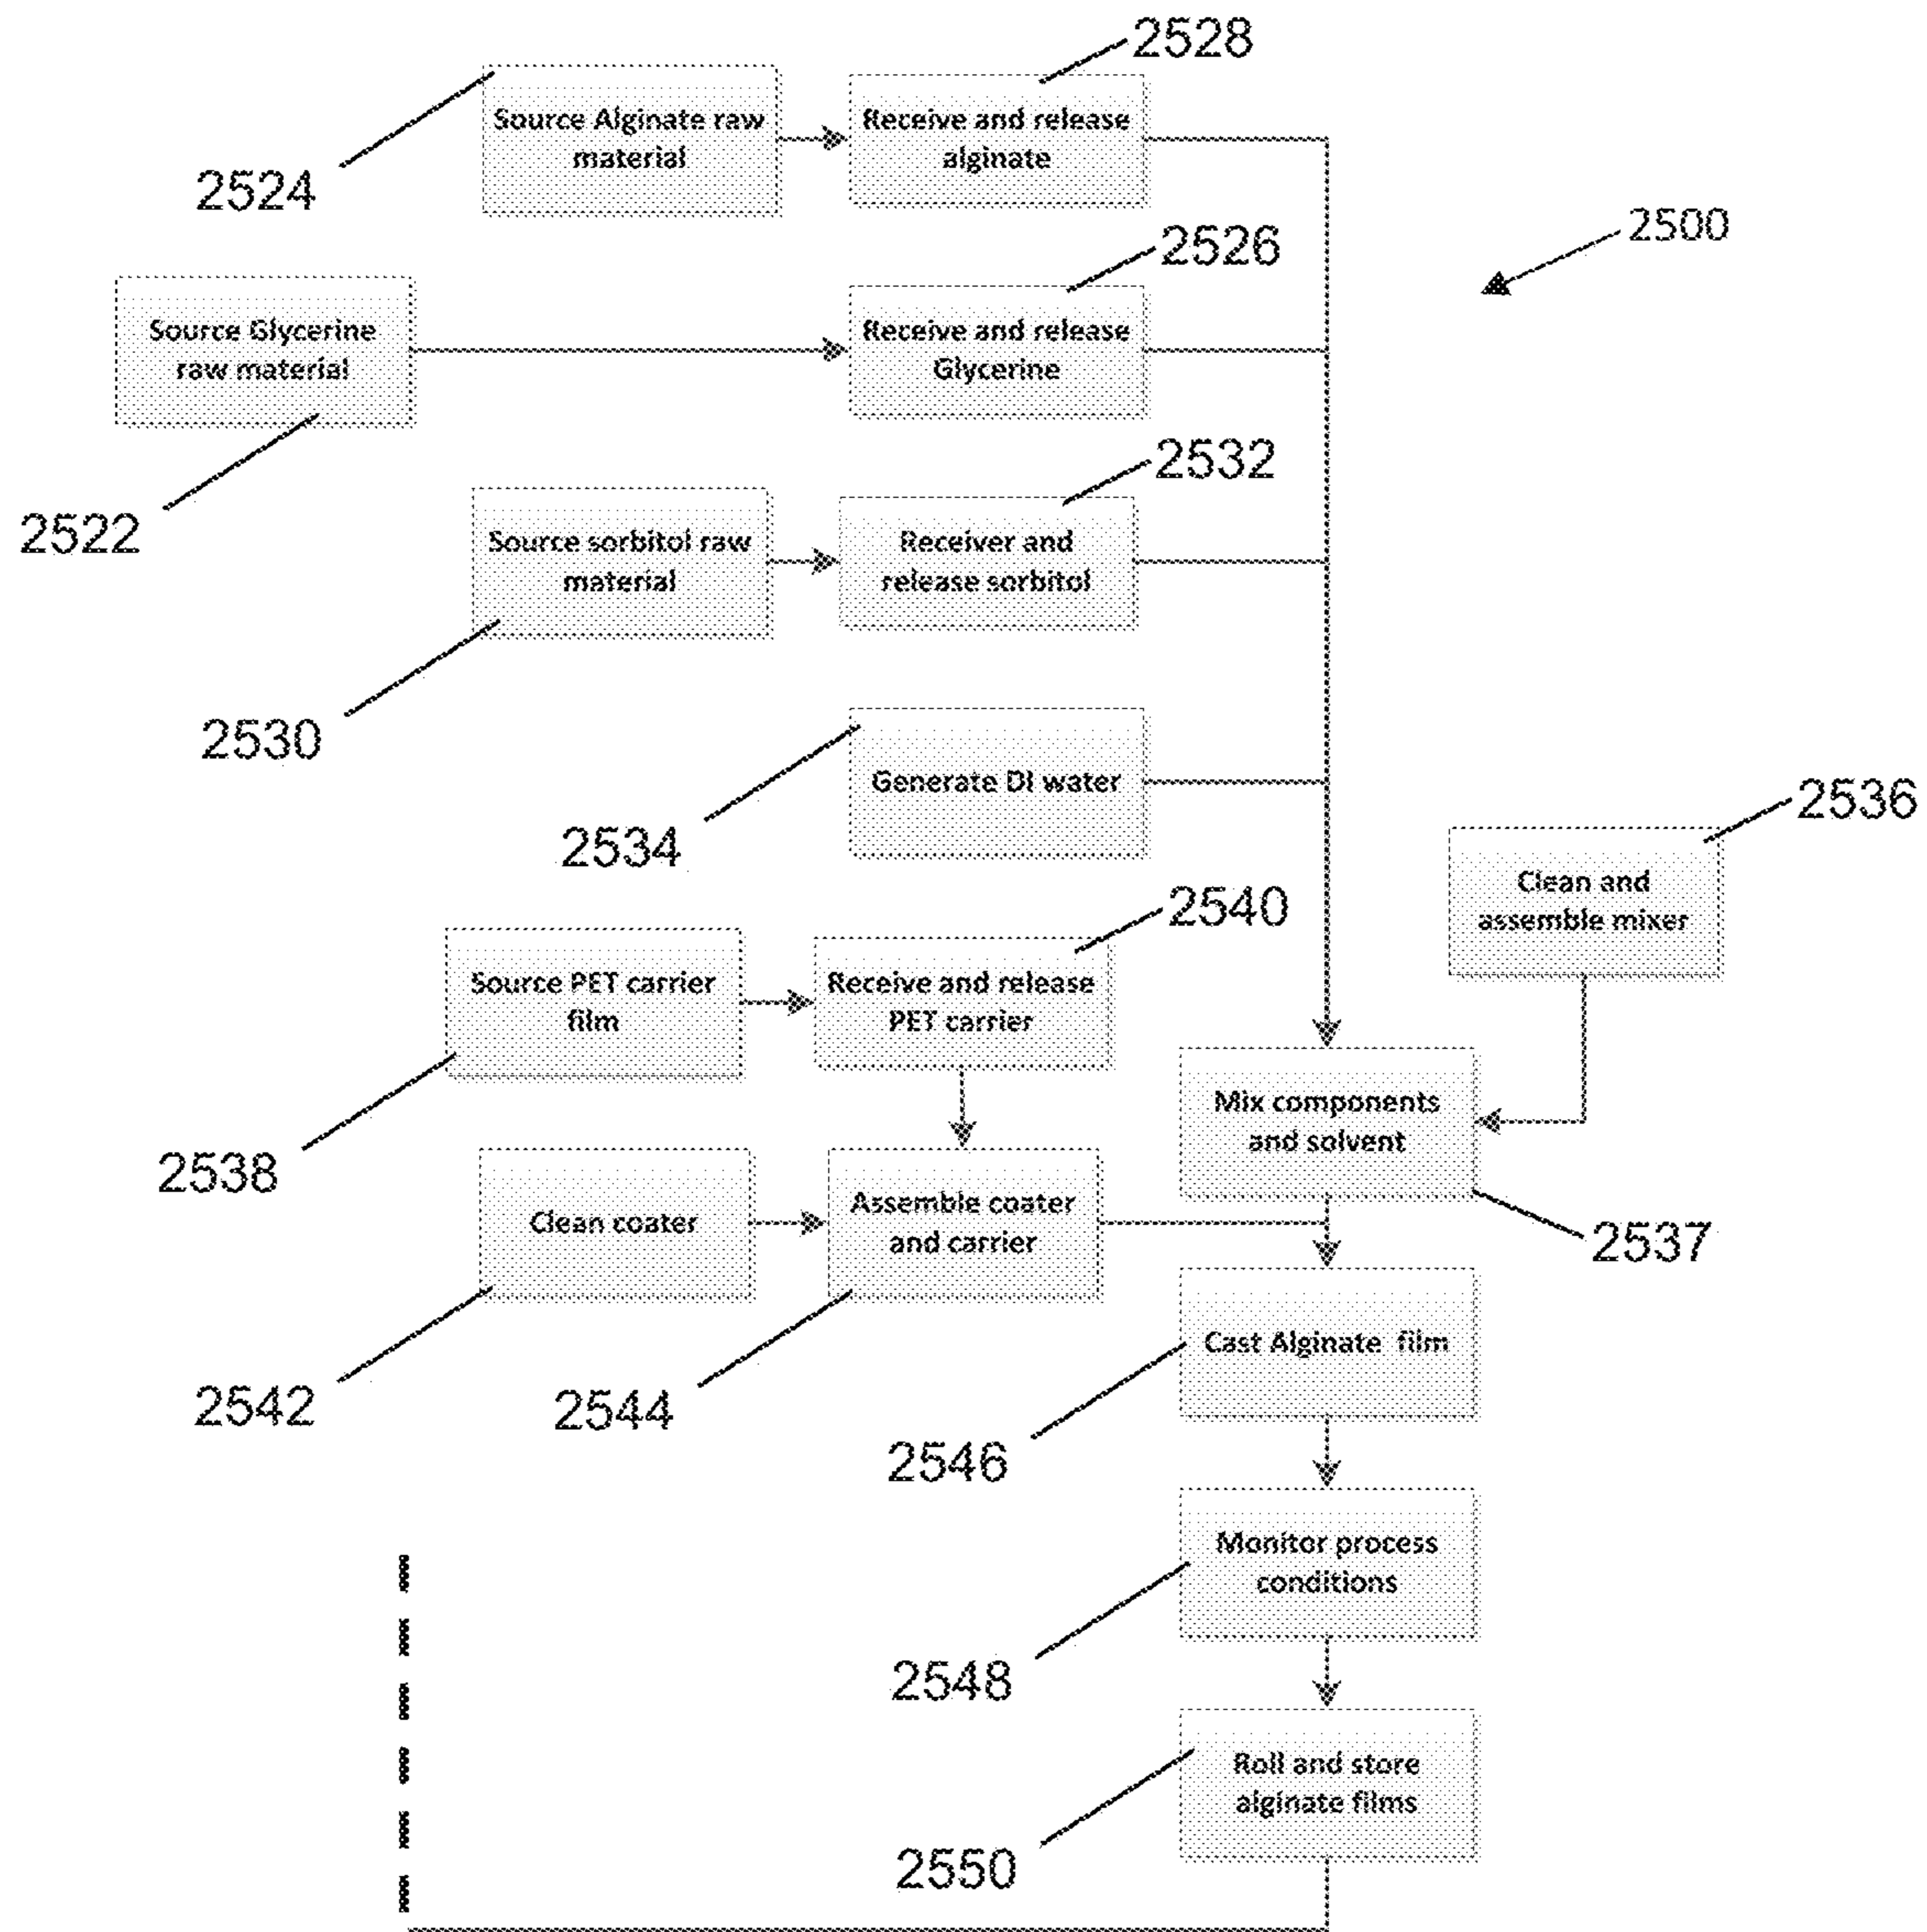 2528
Source Alginate raw
material
Receive and release
alginate
2524
2500
2526
Source Glycerine
raw material
Receive and release
Glycerine
2532
2522
Source sorbitol raw
material
Receiver and
release sorbitol
2530
Generate DI water
2534
2536
Clean and
assemble mixer
2540
Source PET carrier
film
Receive and release
PET carrier
Mix components
and solvent
2538
Clean coater
Assemble coater
and carrier
2537
Cast Alginate film
2542
2544
2546
Monitor process
conditions
2548
Roll and store
alginate films
2550